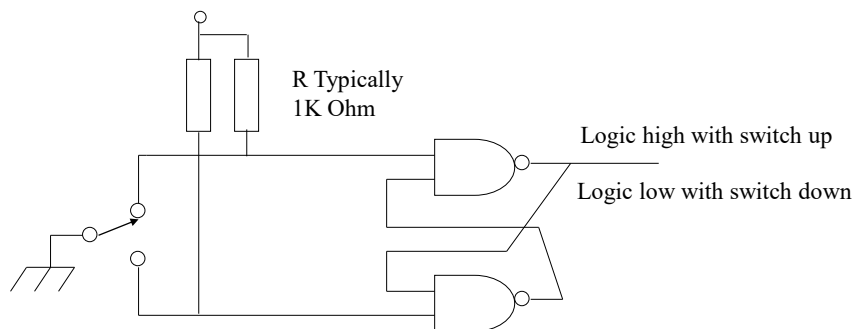 R Typically
1K Ohm
Logic high with switch up
Logic low with switch down